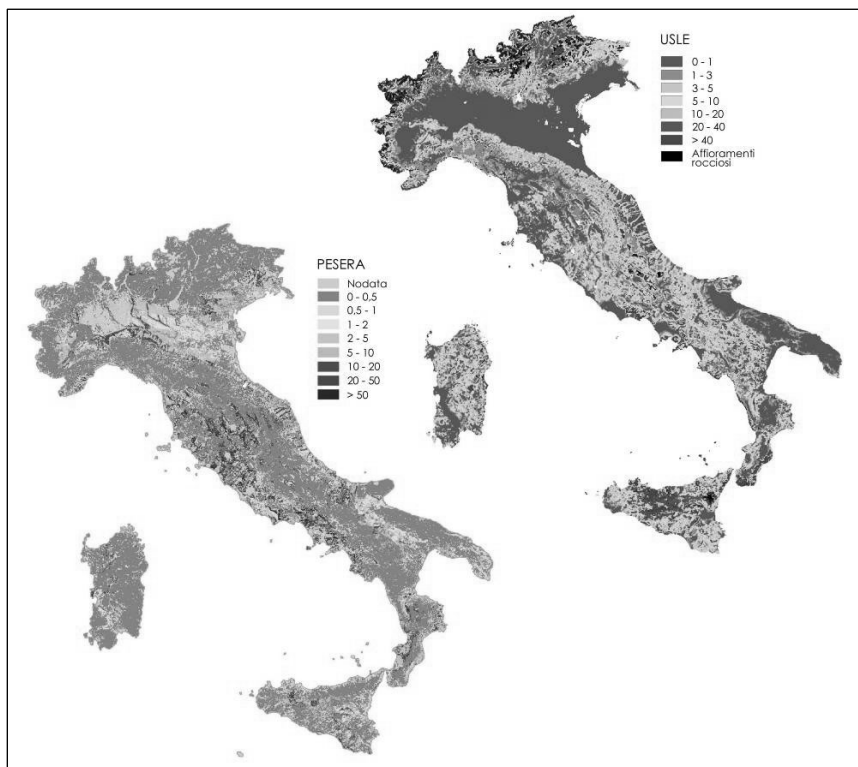 USLE
0 - 1
1 - 3
3 - 5
5 - 10
10 - 20
20 - 40
> 40
Affioramenti
rocciosi
PESERA
Nodata
0 - 0,5
0,5 - 1
1 - 2
2 - 5
5 - 10
10 - 20
20 - 50
> 50